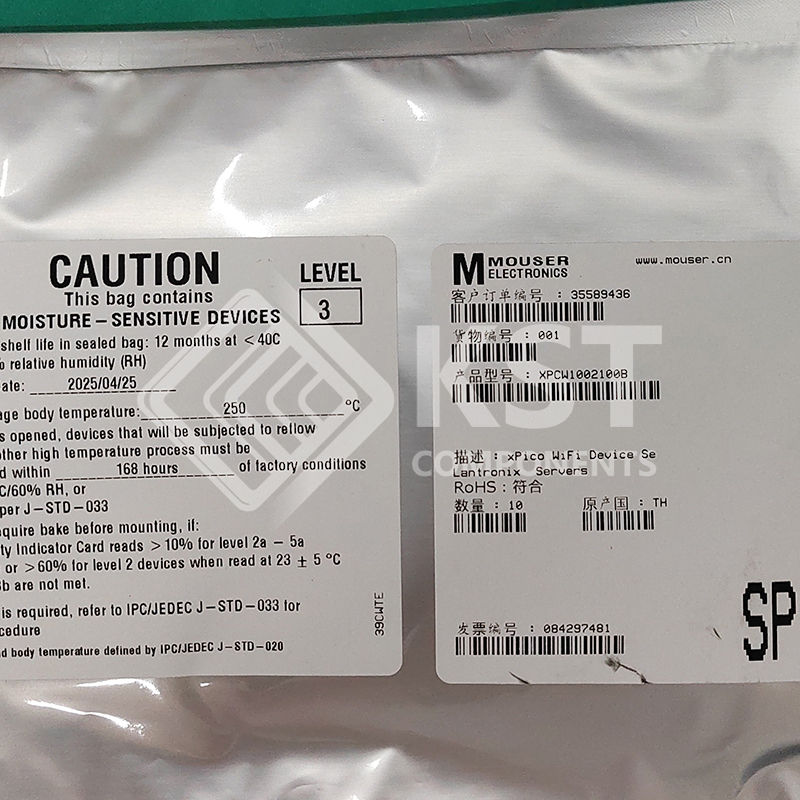 CAUTION
This bag contains
MOISTURE – SENSITIVE DEVICES
LEVEL
3
shelf life in sealed bag: 12 months at < 40C
% relative humidity (RH)
ate: 2025/04/25
age body temperature: 250 °C
s opened, devices that will be subjected to reflow
other high temperature process must be
d within 168 hours of factory conditions
C/60% RH, or
per J–STD–033
equire bake before mounting, if:
ty Indicator Card reads > 10% for level 2a – 5a
or > 60% for level 2 devices when read at 23 ± 5 °C
b are not met.
is required, refer to IPC/JEDEC J–STD–033 for
cedure
d body temperature defined by IPC/JEDEC J–STD–020
39CWTE
M MOUSER
ELECTRONICS
www.mouser.cn
客户订单编号 : 35589436
货物编号 : 001
产品型号 : XPCW1002100B
描述 : xPico WiFi Device Se
Lantronix Servers
RoHS : 符合
数量 : 10
原产国 : TH
发票编号 : 084297481
SP
KST
COMPONENTS